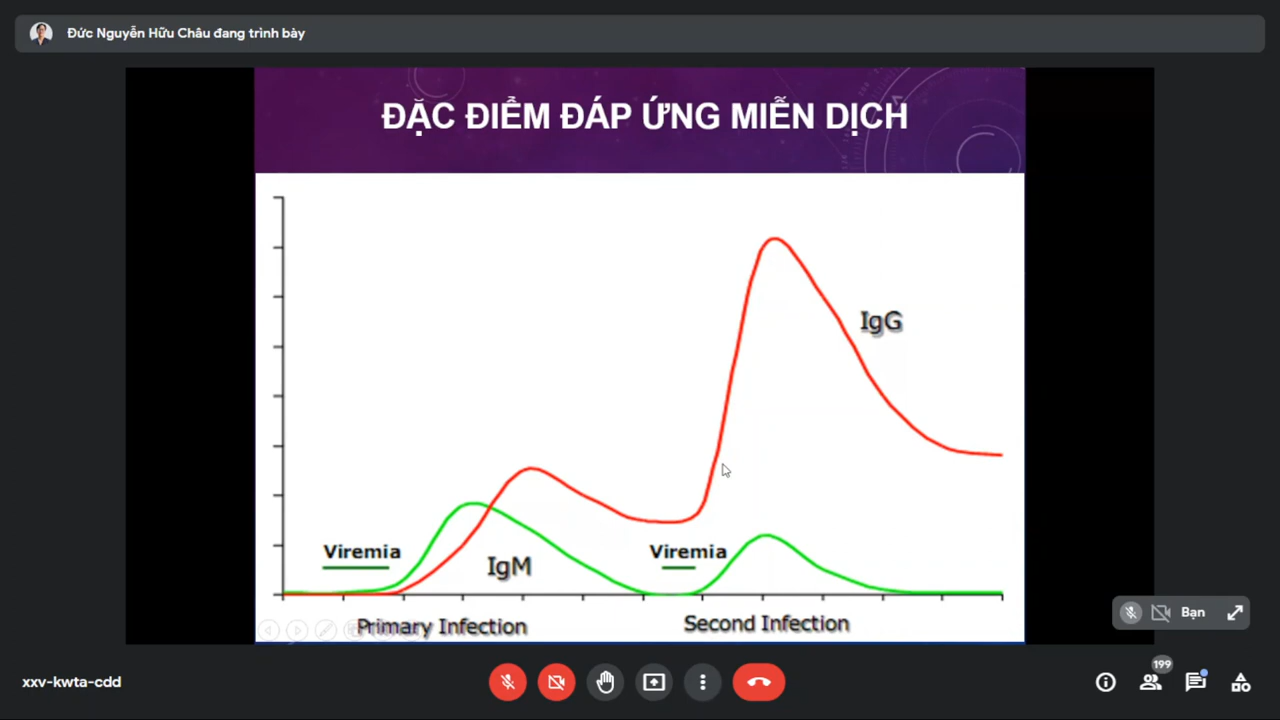 Đức Nguyễn Hữu Châu đang trình bày
ĐẶC ĐIỂM ĐÁP ỨNG MIỄN DỊCH
IgG
Viremia
IgM
Viremia
Primary Infection
Second Infection
Bạn
xxv-kwta-cdd
199